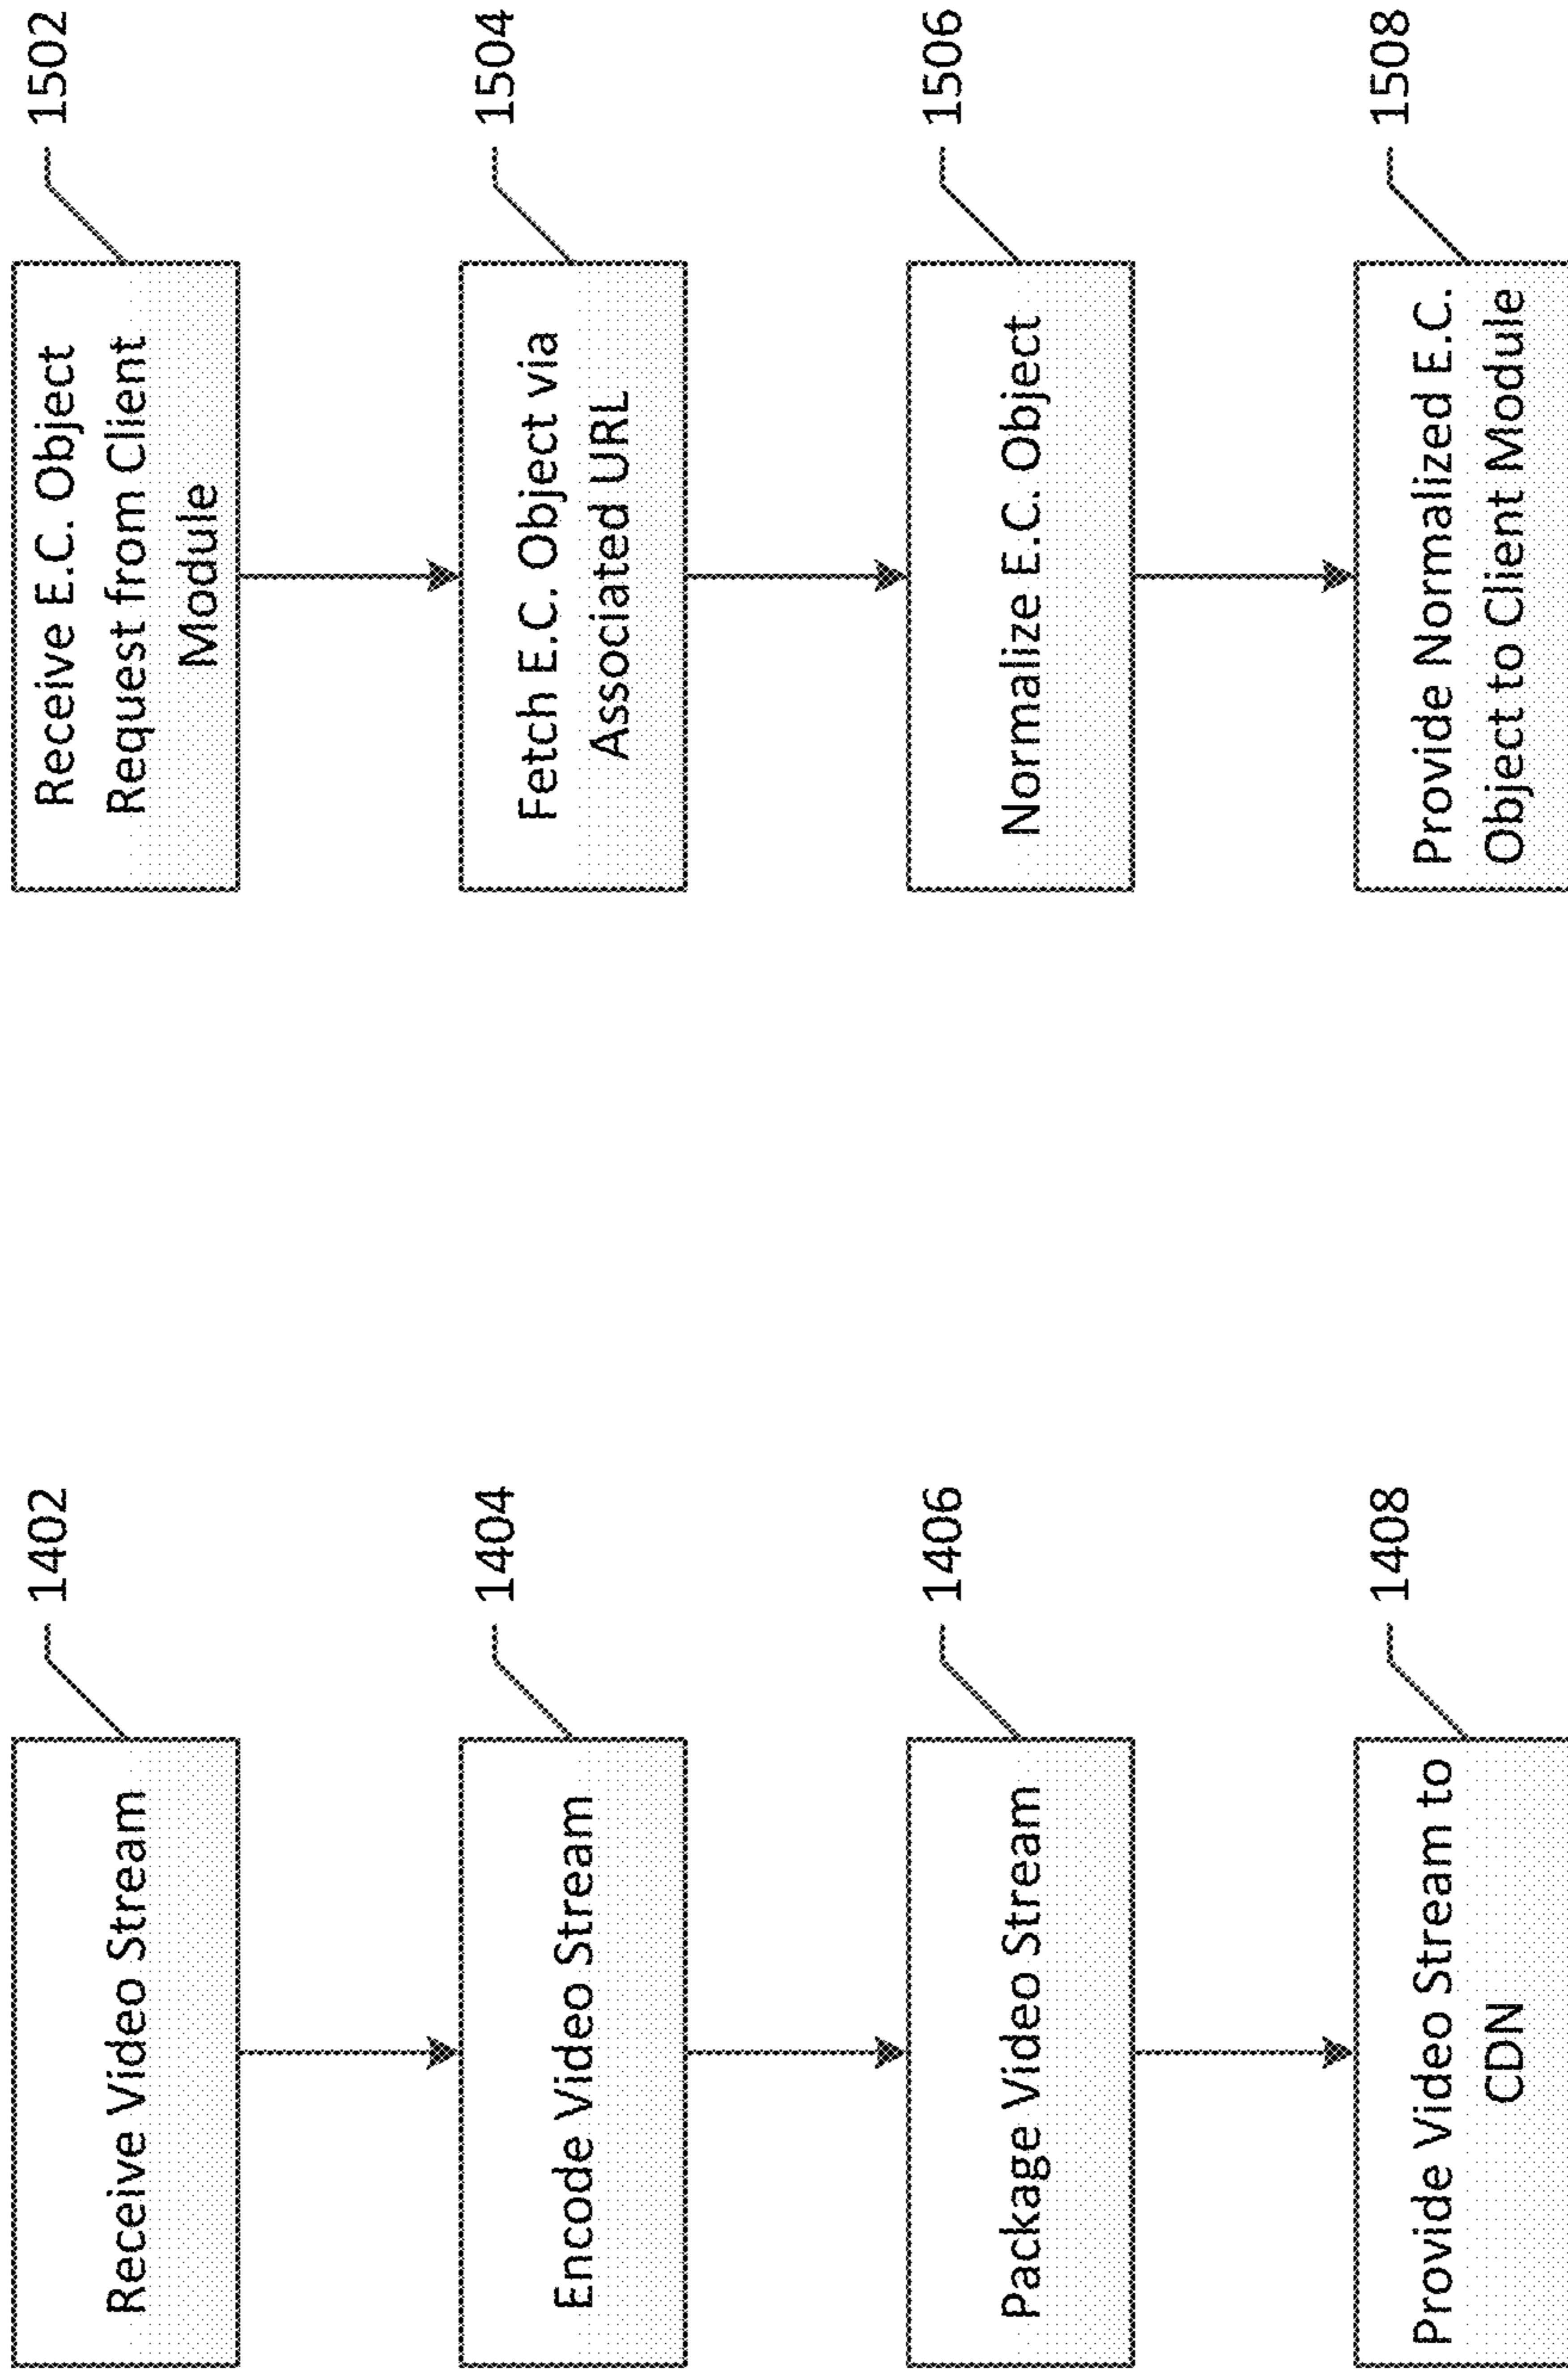 Receive Video Stream
1402
Encode Video Stream
1404
Package Video Stream
1406
Provide Video Stream to
CDN
1408
Receive E.C. Object
Request from Client
Module
1502
Fetch E.C. Object via
Associated URL
1504
Normalize E.C. Object
1506
Provide Normalized E.C.
Object to Client Module
1508